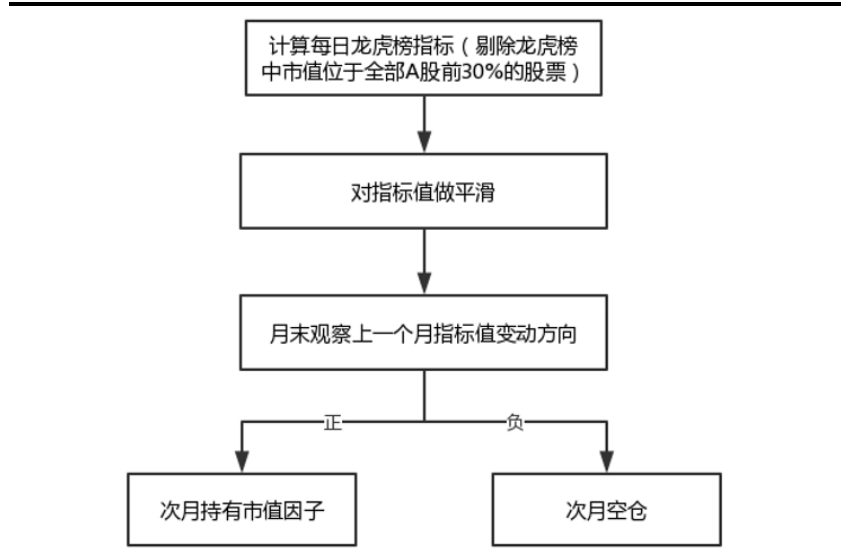 计算每日龙虎榜指标（剔除龙虎榜
中市值位于全部A股前30%的股票）
对指标值做平滑
月末观察上一个月指标值变动方向
正
负
次月持有市值因子
次月空仓